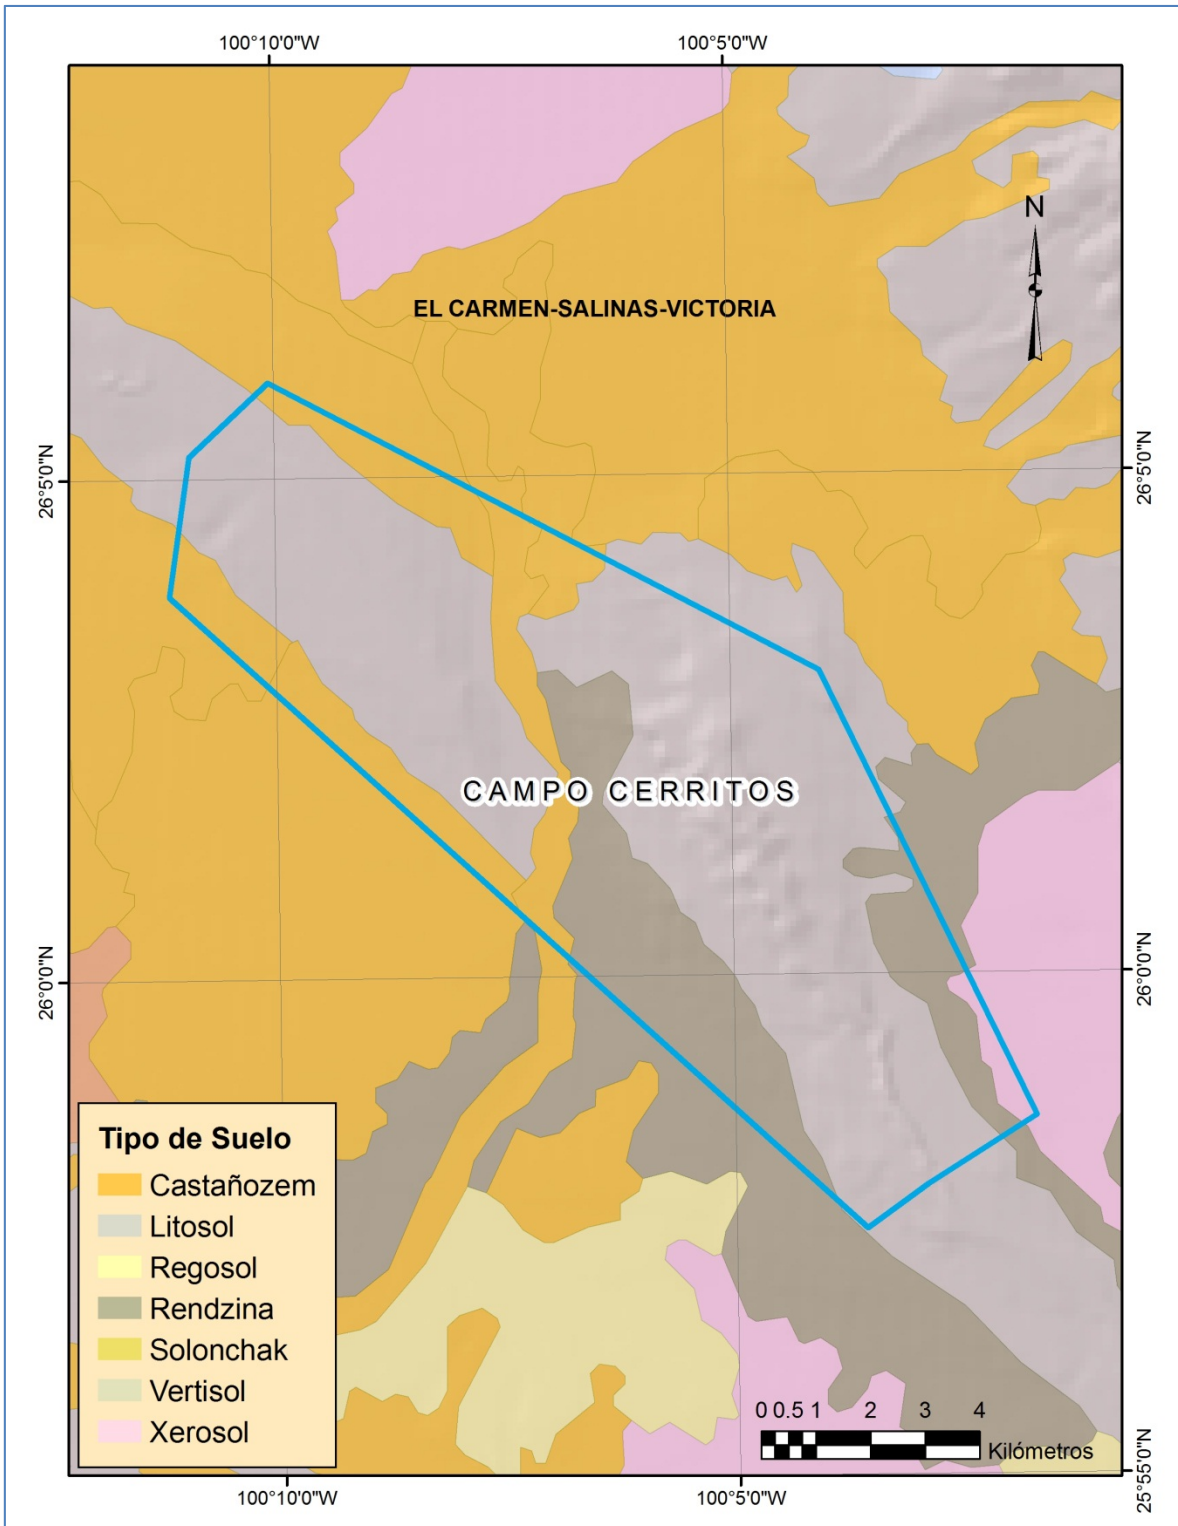 100°10'0"W
100°5'0"W
N
EL CARMEN-SALINAS-VICTORIA
26°5'0"N
26°5'0"N
CAMPO CERRITOS
26°0'0"N
26°0'0"N
Tipo de Suelo
Castañozem
Litosol
Regosol
Rendzina
Solonchak
Vertisol
Xerosol
0 0.5 1 2 3 4
Kilómetros
25°55'0"N
100°10'0"W
100°5'0"W